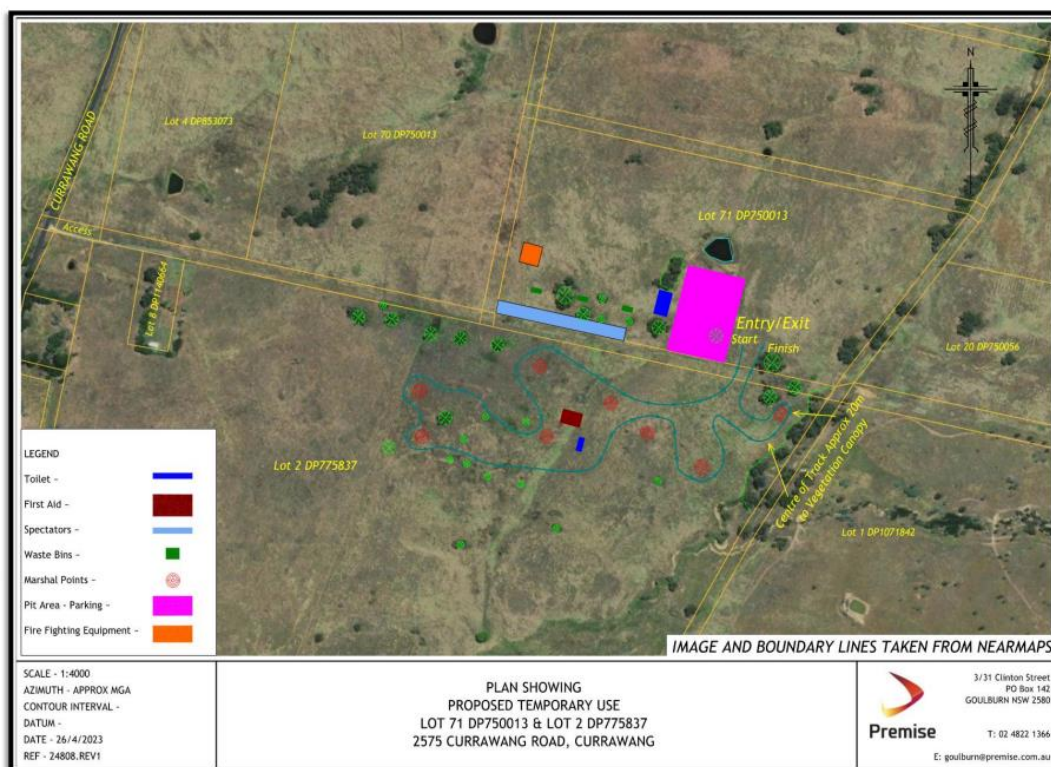 N
CURRAWANG ROAD
Lot 4 DP853073
Lot 70 DP750013
Lot 71 DP750013
Access
Lot 8 DP1140664
Entry/Exit
Start
Finish
Lot 20 DP750056
Lot 2 DP775837
Centre of Track Approx 20m
to Vegetation Canopy
Lot 1 DP1071842
LEGEND
Toilet -
First Aid -
Spectators -
Waste Bins -
Marshal Points -
Pit Area - Parking -
Fire Fighting Equipment -
IMAGE AND BOUNDARY LINES TAKEN FROM NEARMAPS
SCALE - 1:4000
AZIMUTH - APPROX MGA
CONTOUR INTERVAL -
DATUM -
DATE - 26/4/2023
REF - 24808.REV1
PLAN SHOWING
PROPOSED TEMPORARY USE
LOT 71 DP750013 & LOT 2 DP775837
2575 CURRAWANG ROAD, CURRAWANG
Premise
3/31 Clinton Street
PO Box 142
GOULBURN NSW 2580
T: 02 4822 1366
E: goulburn@premise.com.au